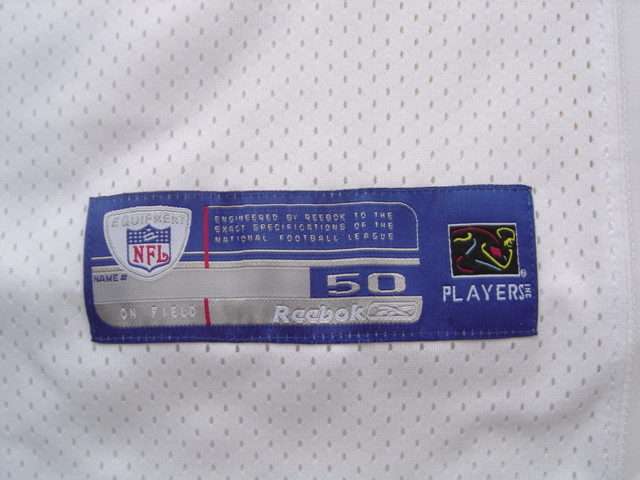 EQUIPMENT
NFL
ENGINEERED BY REEBOK TO THE
EXACT SPECIFICATIONS OF THE
NATIONAL FOOTBALL LEAGUE
NAME #
50
ON FIELD
Reebok
PLAYERS INC
®